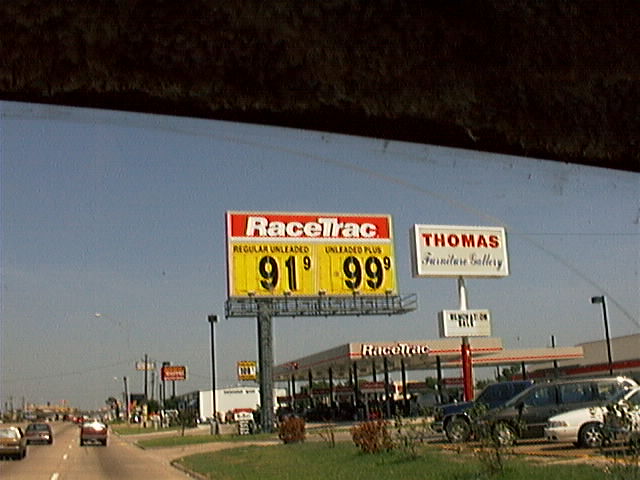 RaceTrac
REGULAR UNLEADED
UNLEADED PLUS
91 9
99 9
THOMAS
Furniture Gallery
RaceTrac